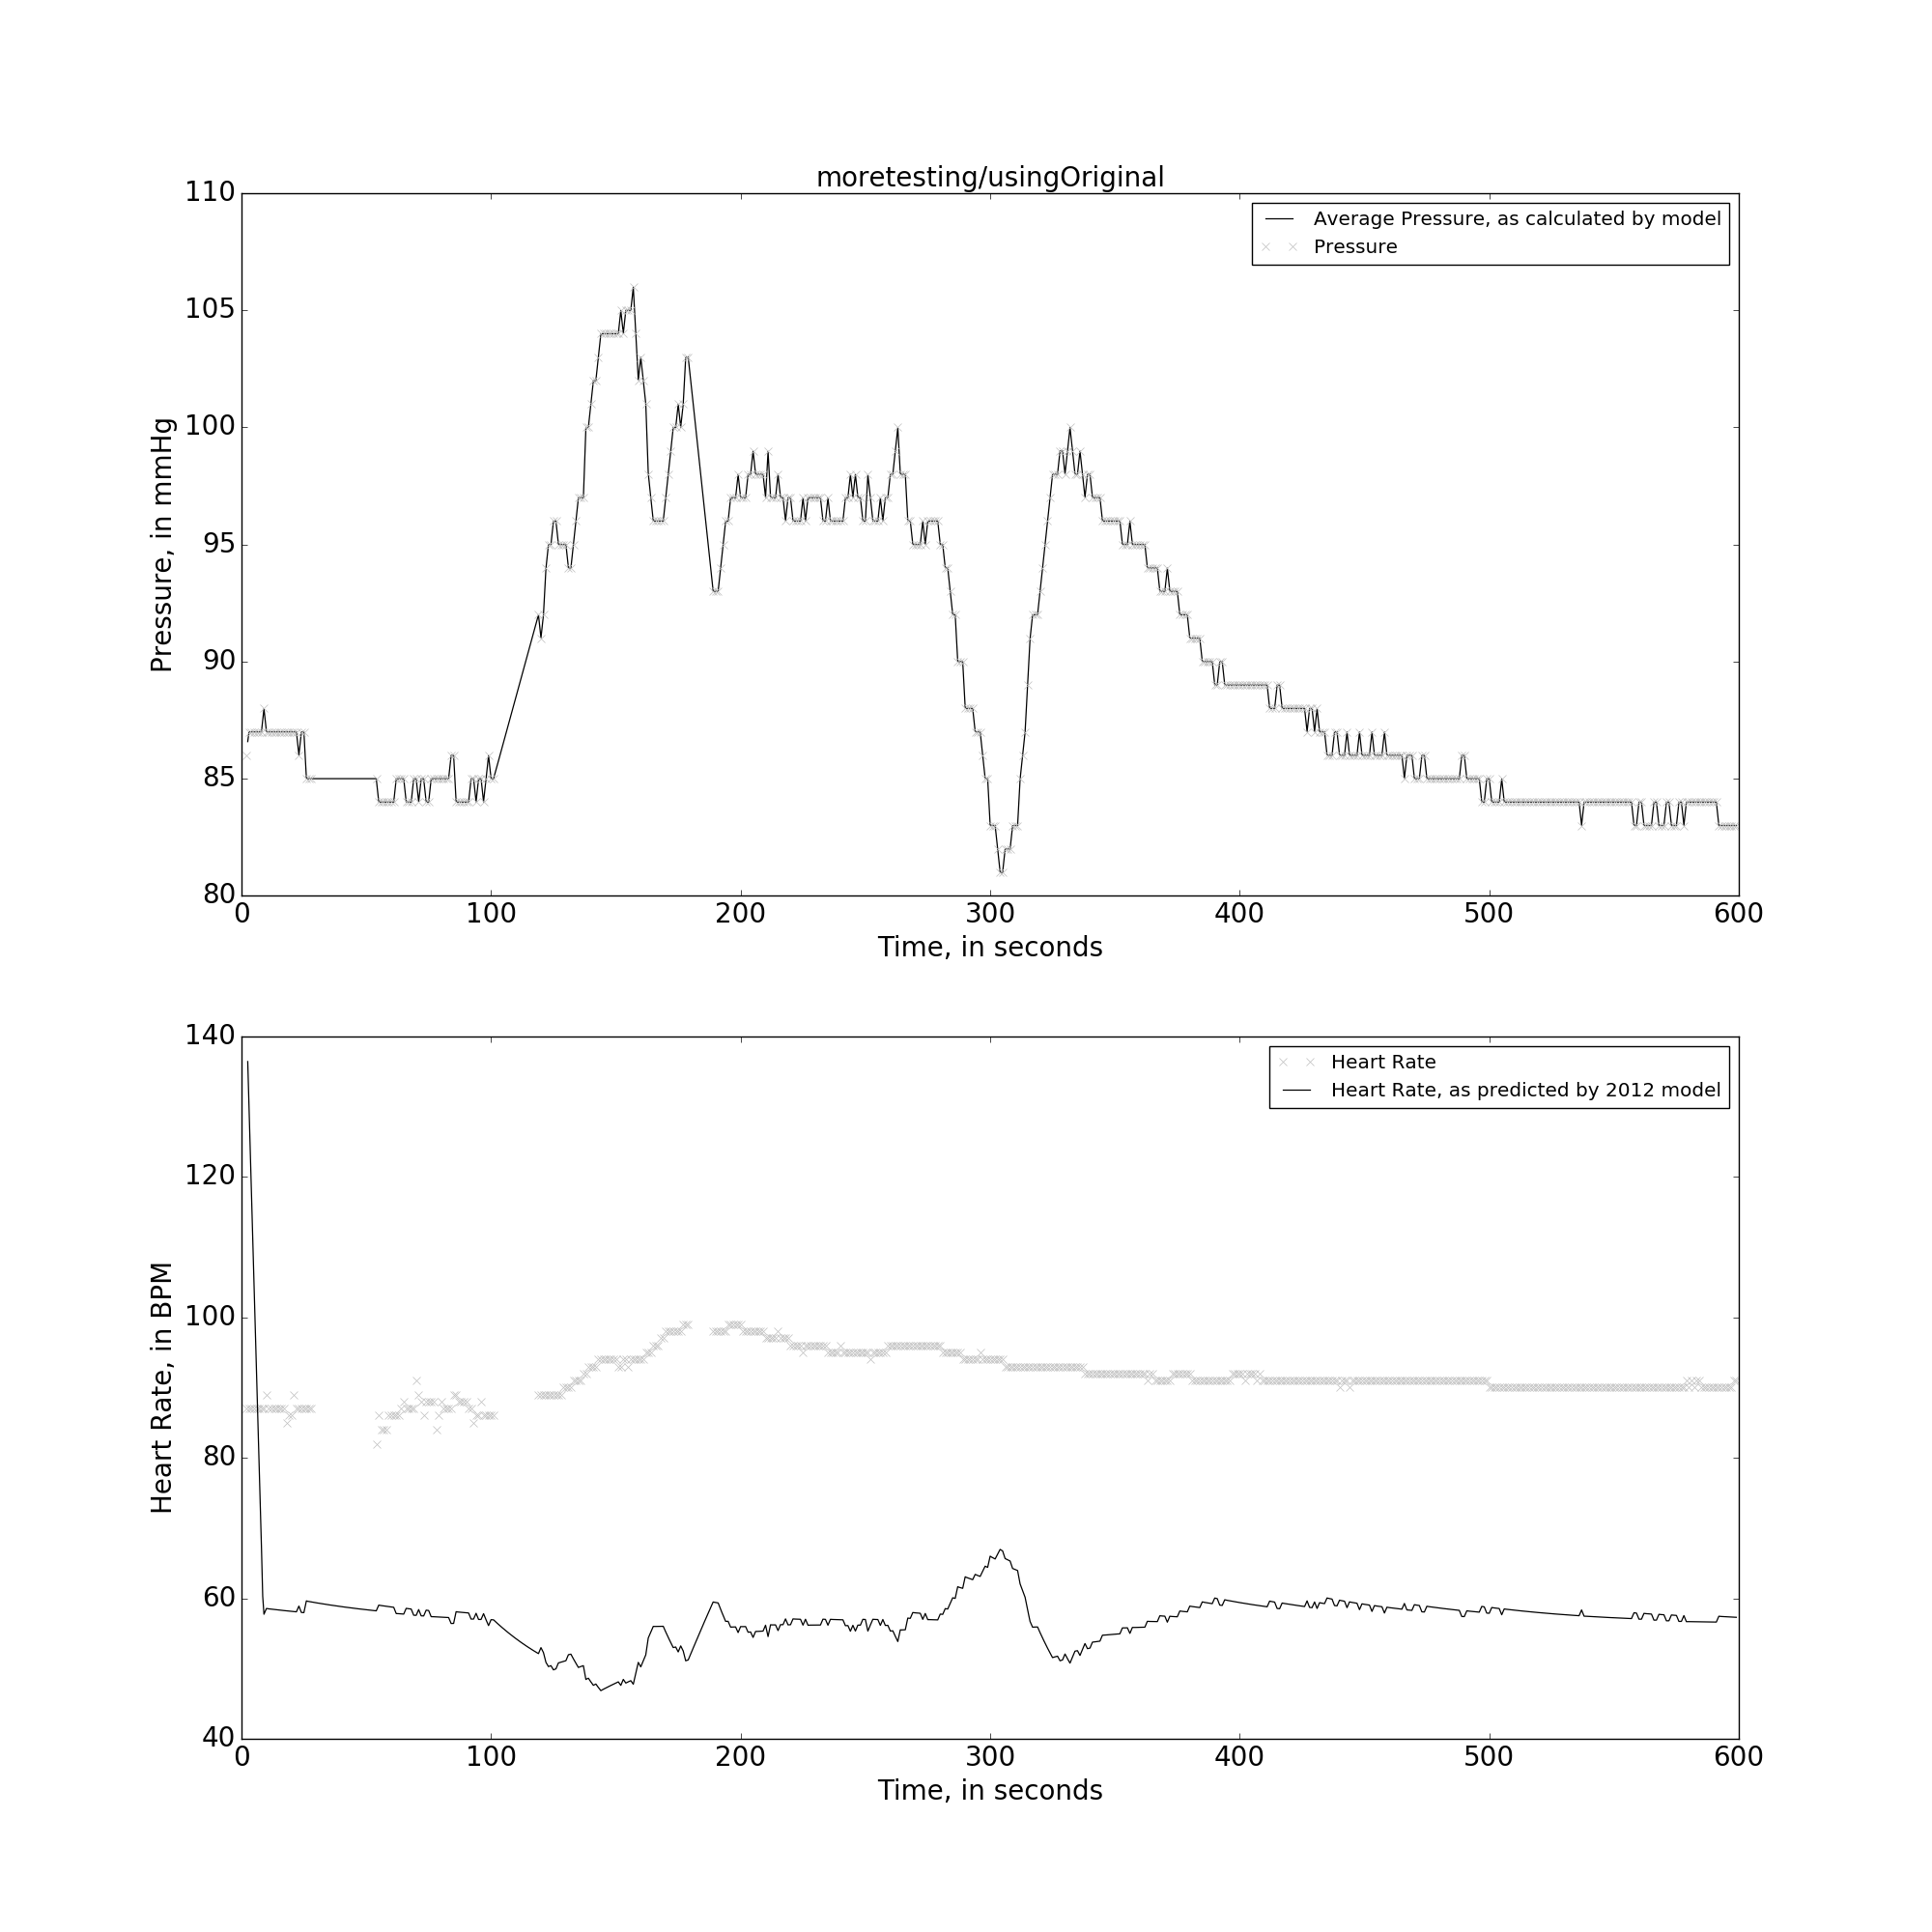 moretesting/usingOriginal
110
105
100
95
90
85
80
Pressure, in mmHg
Average Pressure, as calculated by model
Pressure
0 100 200 300 400 500 600
Time, in seconds
140
120
100
80
60
40
Heart Rate, in BPM
Heart Rate
Heart Rate, as predicted by 2012 model
0 100 200 300 400 500 600
Time, in seconds